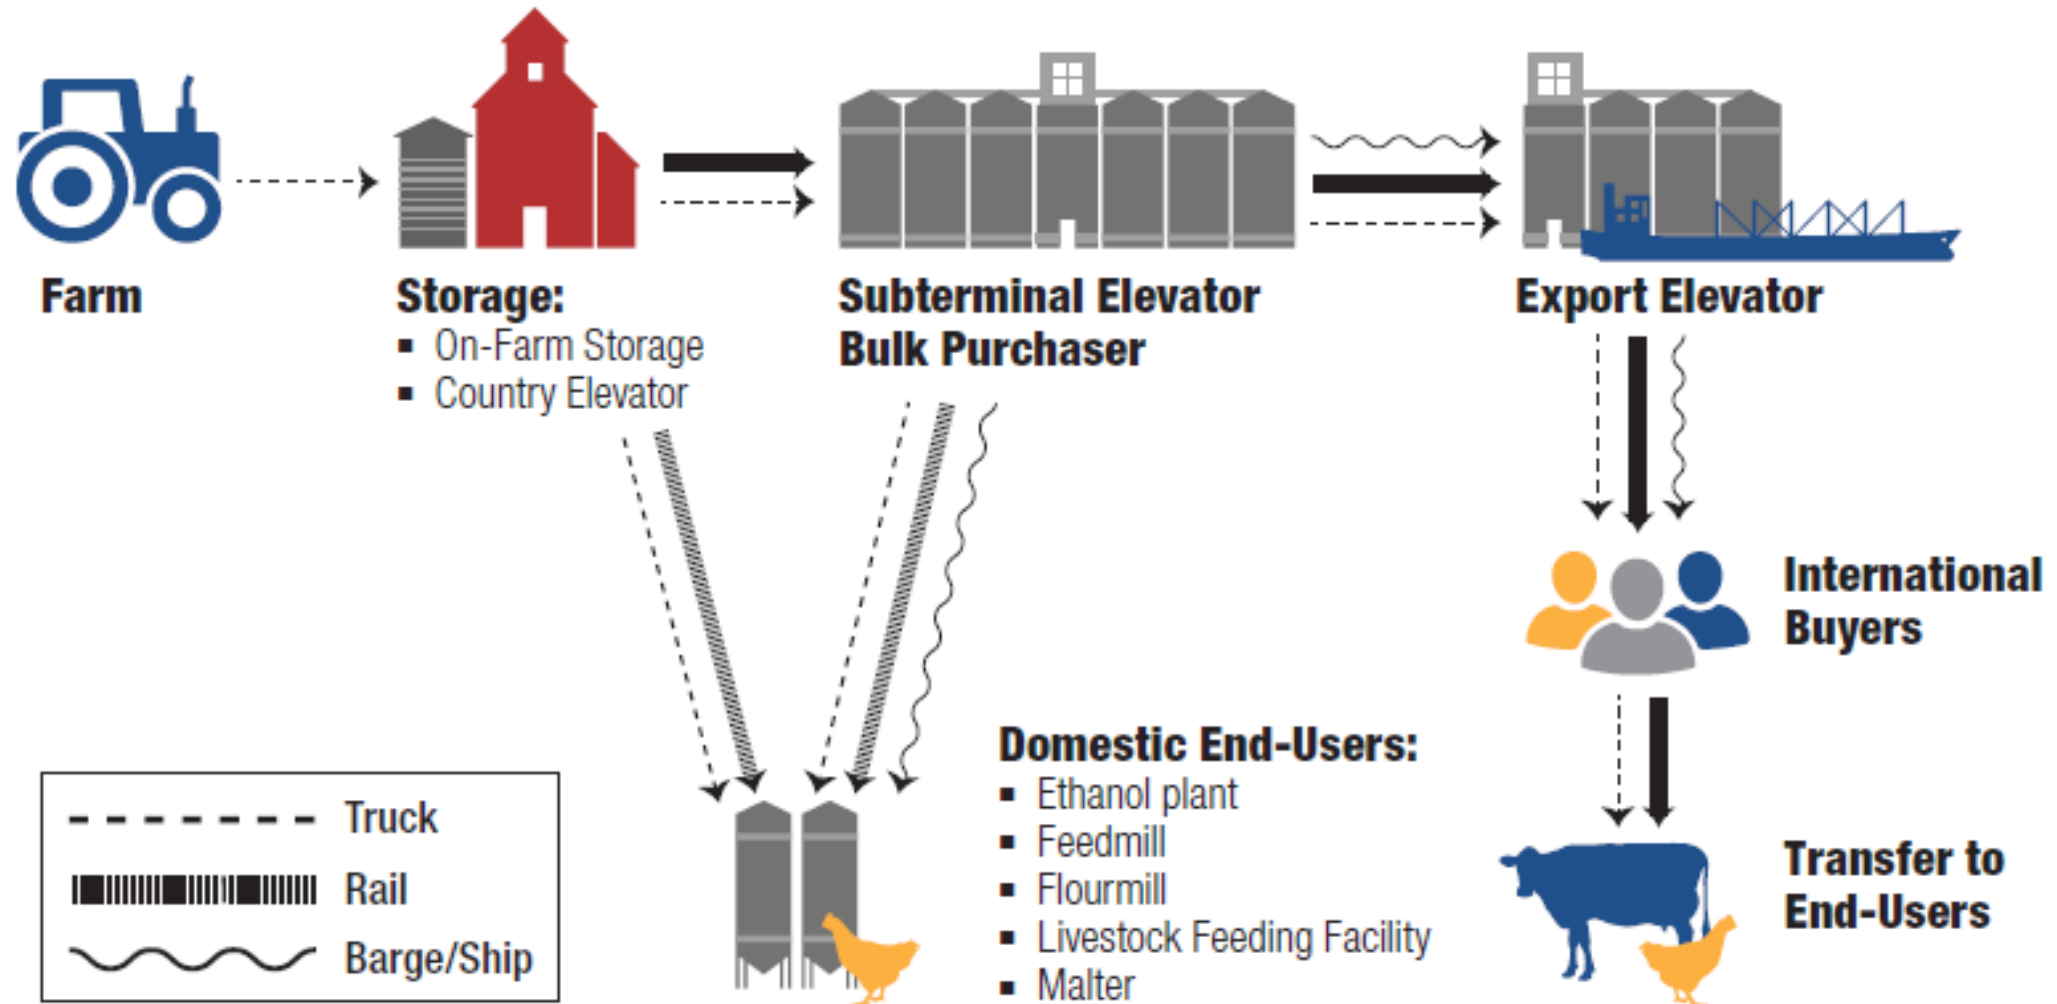 Farm
Storage:
▪ On-Farm Storage
▪ Country Elevator
Subterminal Elevator
Bulk Purchaser
Export Elevator
International
Buyers
Domestic End-Users:
▪ Ethanol plant
▪ Feedmill
▪ Flourmill
▪ Livestock Feeding Facility
▪ Malter
Transfer to
End-Users
Truck
Rail
Barge/Ship